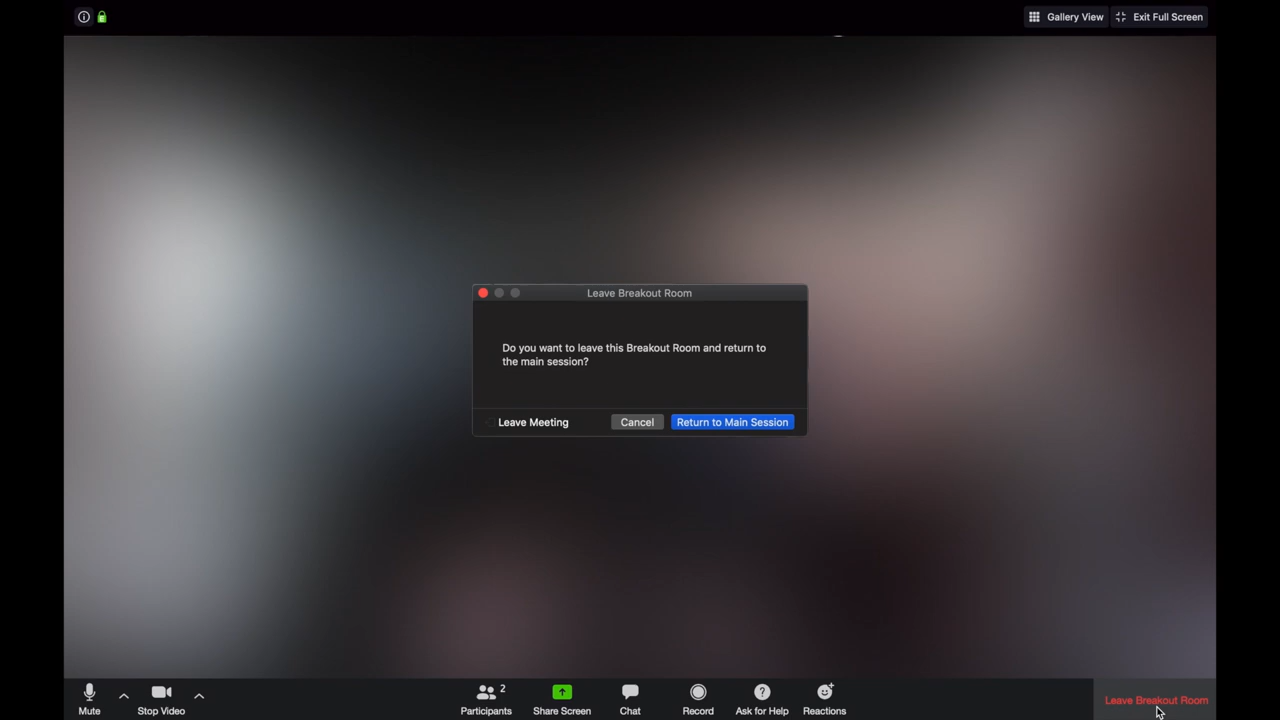 Gallery View
Exit Full Screen
Leave Breakout Room
Do you want to leave this Breakout Room and return to
the main session?
Leave Meeting
Cancel
Return to Main Session
2
Mute
Stop Video
Participants
Share Screen
Chat
Record
Ask for Help
Reactions
Leave Breakout Room